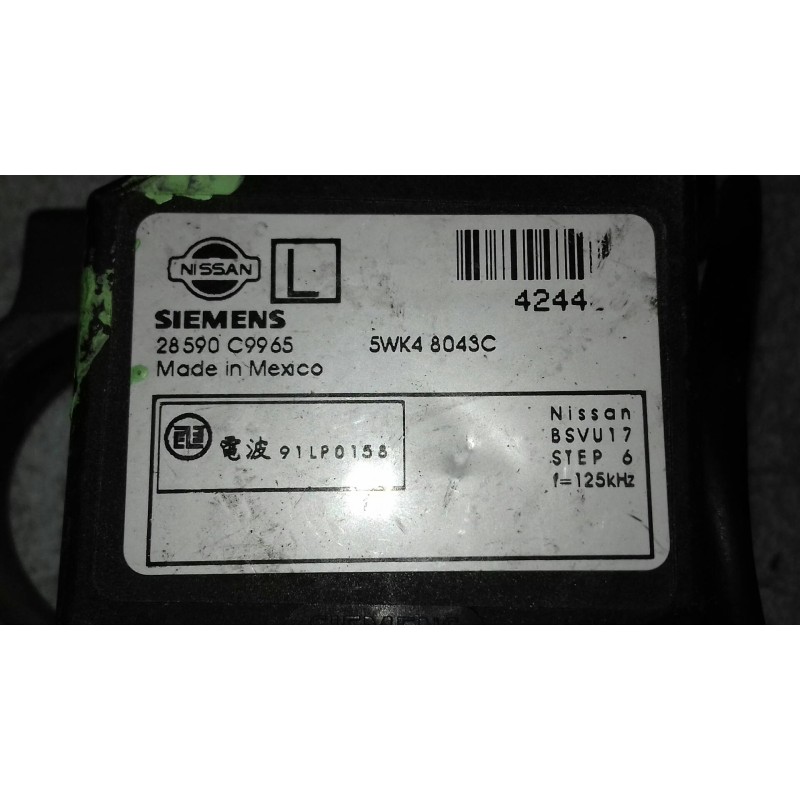 NISSAN
L
4244
SIEMENS
28590 C9965 5WK4 8043C
Made in Mexico
電波 91LP0158
Nissan
BSVU17
STEP 6
f=125kHz